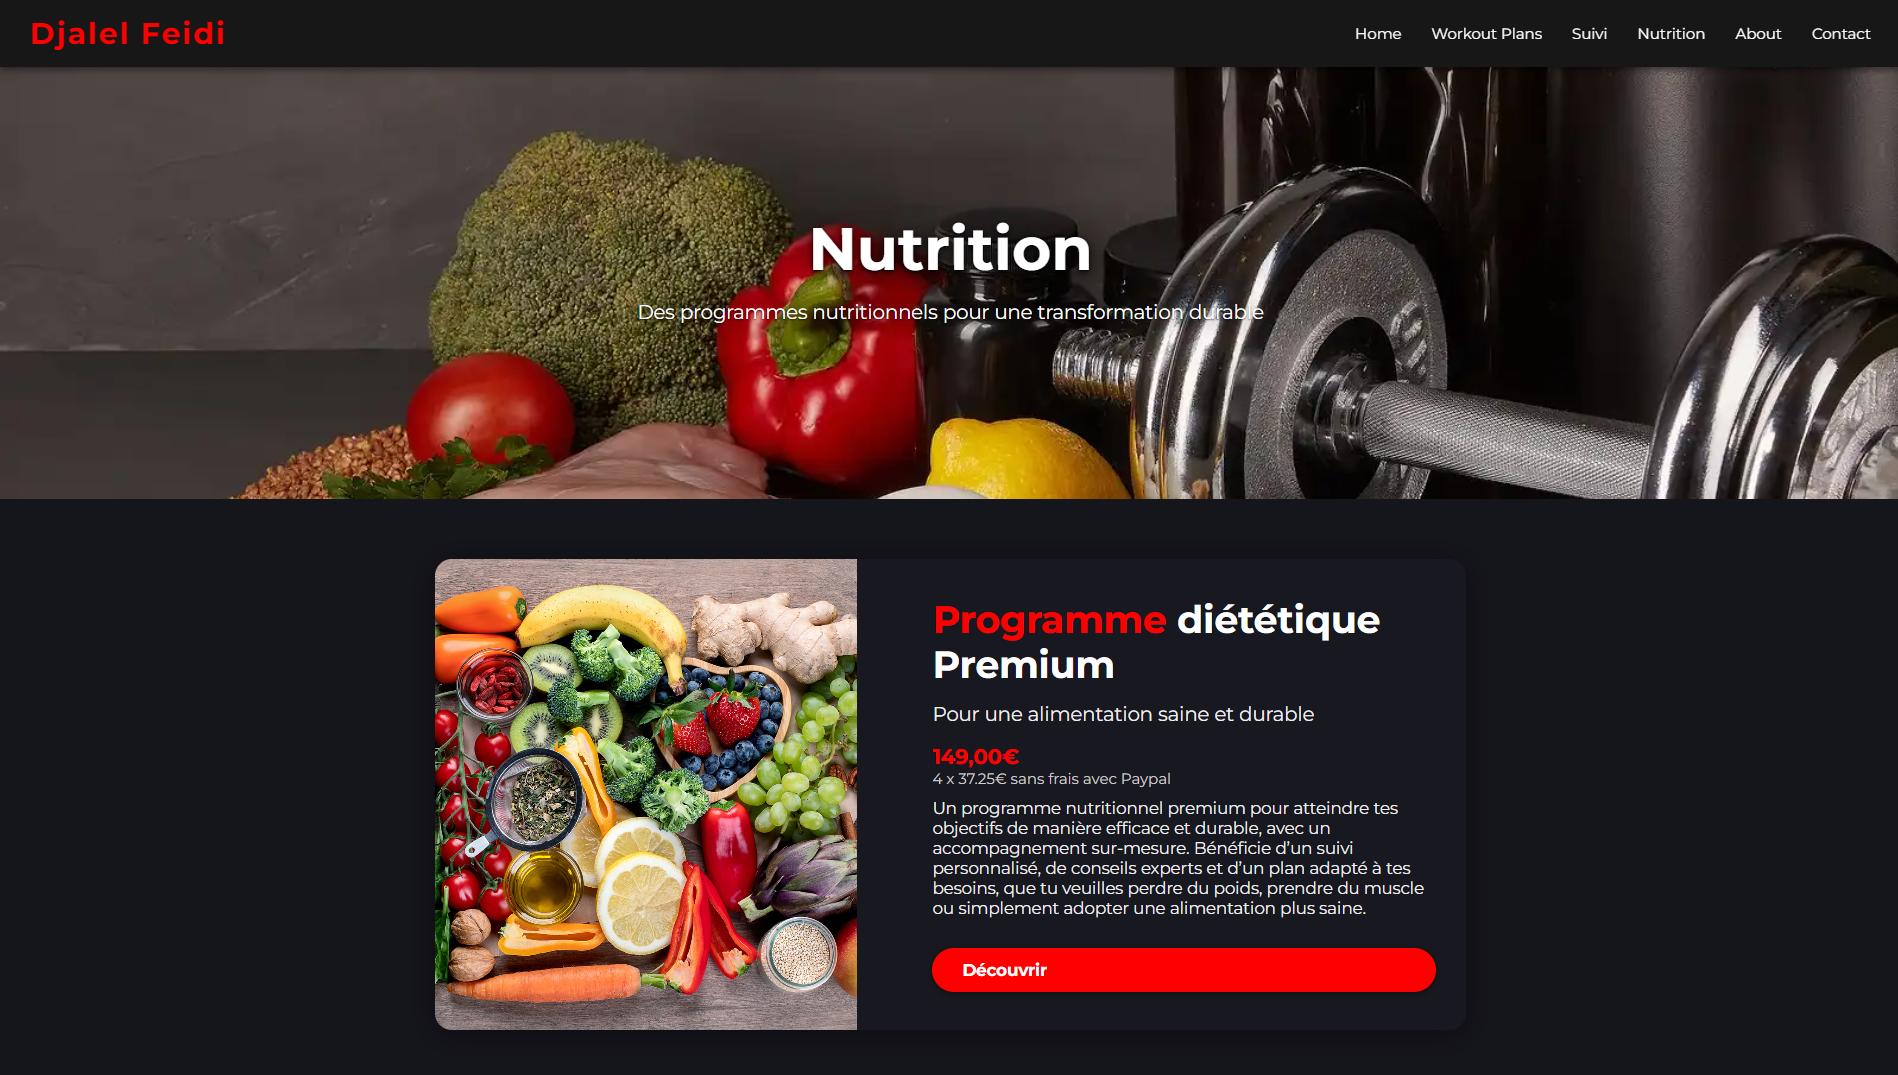 Djalel Feidi
Home Workout Plans Suivi Nutrition About Contact
Nutrition
Des programmes nutritionnels pour une transformation durable
Programme diététique
Premium
Pour une alimentation saine et durable
149,00€
4 x 37.25€ sans frais avec Paypal
Un programme nutritionnel premium pour atteindre tes
objectifs de manière efficace et durable, avec un
accompagnement sur-mesure. Bénéficie d’un suivi
personnalisé, de conseils experts et d’un plan adapté à tes
besoins, que tu veuilles perdre du poids, prendre du muscle
ou simplement adopter une alimentation plus saine.
Découvrir